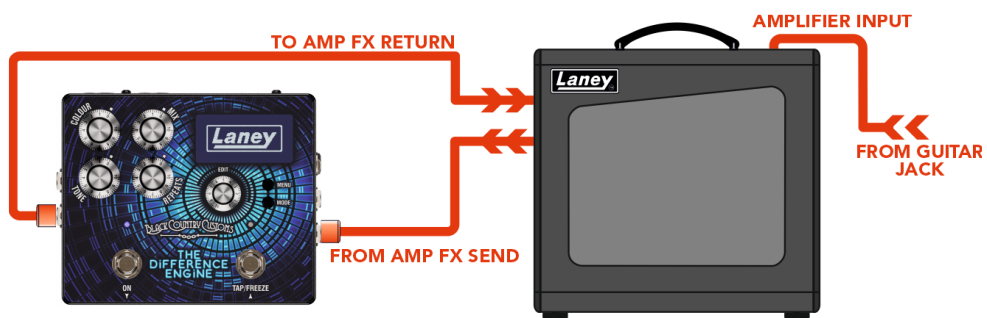 TO AMP FX RETURN
AMPLIFIER INPUT
Laney
FROM GUITAR
JACK
FROM AMP FX SEND
COLOUR
MIX
Laney
TONE
REPEATS
EDIT
MENU
MODE
BLACK COUNTRY CUSTOMS
THE
DIFFERENCE
ENGINE
ON
TAP/FREEZE